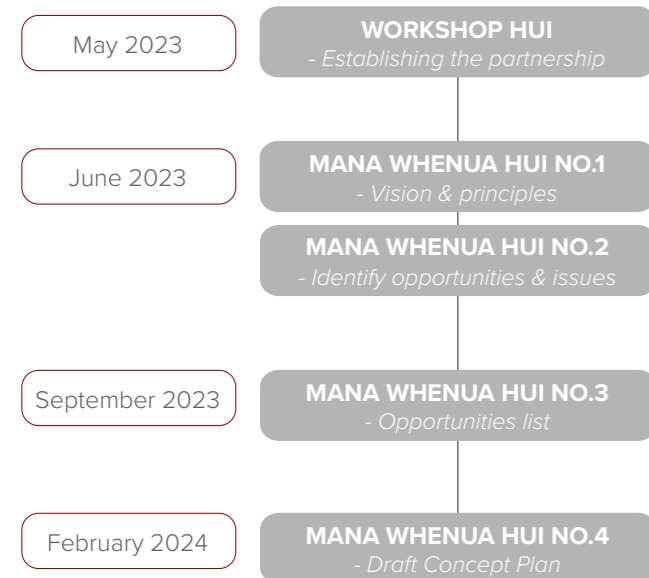 May 2023
WORKSHOP HUI
- Establishing the partnership
June 2023
MANA WHENUA HUI NO.1
- Vision & principles
MANA WHENUA HUI NO.2
- Identify opportunities & issues
September 2023
MANA WHENUA HUI NO.3
- Opportunities list
February 2024
MANA WHENUA HUI NO.4
- Draft Concept Plan